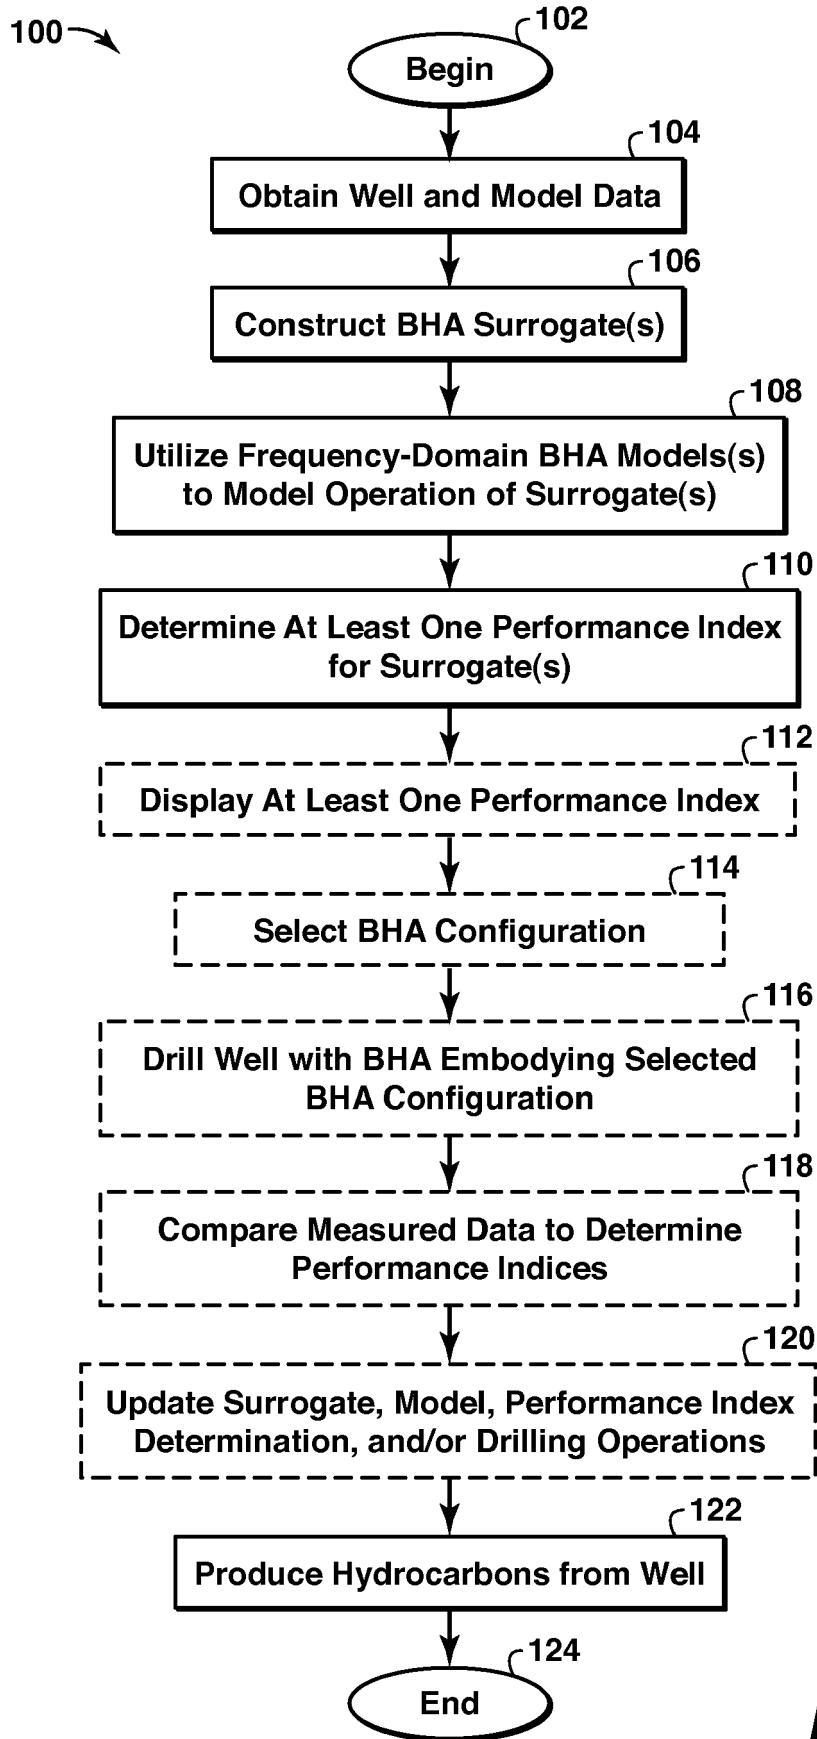 100
102
Begin
104
Obtain Well and Model Data
106
Construct BHA Surrogate(s)
108
Utilize Frequency-Domain BHA Models(s)
to Model Operation of Surrogate(s)
110
Determine At Least One Performance Index
for Surrogate(s)
112
Display At Least One Performance Index
114
Select BHA Configuration
116
Drill Well with BHA Embodying Selected
BHA Configuration
118
Compare Measured Data to Determine
Performance Indices
120
Update Surrogate, Model, Performance Index
Determination, and/or Drilling Operations
122
Produce Hydrocarbons from Well
124
End